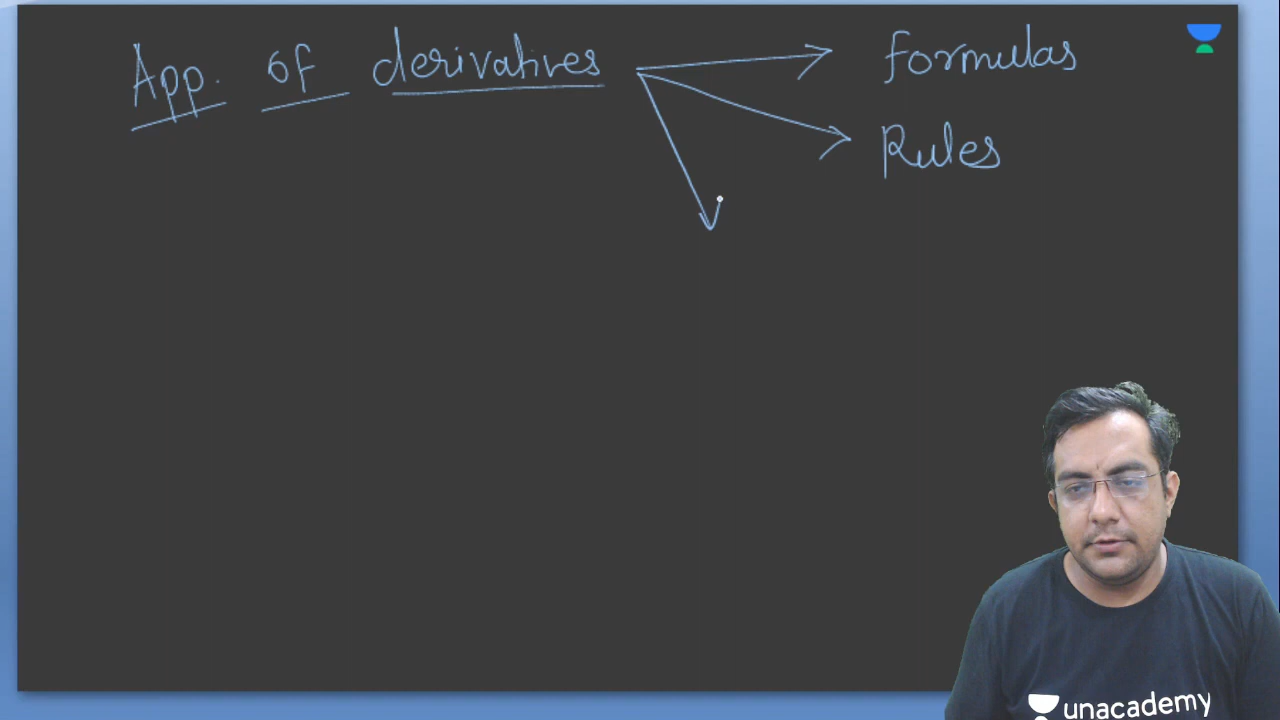 App. of derivatives
formulas
Rules
unacademy